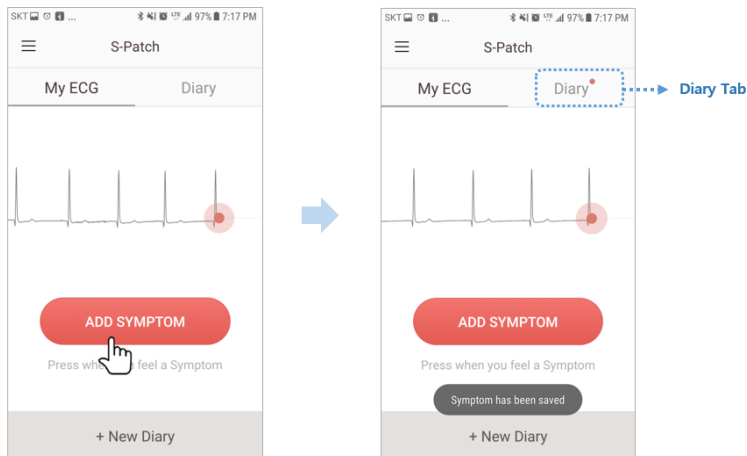 SKT ... LTE 97% 7:17 PM
S-Patch
My ECG Diary
ADD SYMPTOM
Press when you feel a Symptom
+ New Diary
SKT ... LTE 97% 7:17 PM
S-Patch
My ECG Diary
Diary Tab
ADD SYMPTOM
Press when you feel a Symptom
Symptom has been saved
+ New Diary